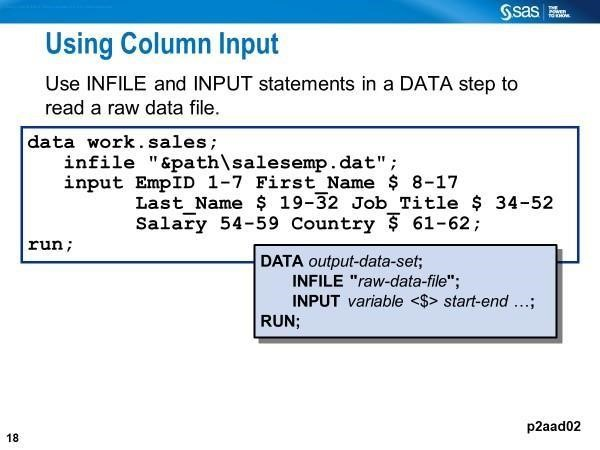 sas THE POWER TO KNOW.
Using Column Input
Use INFILE and INPUT statements in a DATA step to
read a raw data file.
data work.sales;
infile "&path\salesemp.dat";
input EmpID 1-7 First_Name $ 8-17
Last_Name $ 19-32 Job_Title $ 34-52
Salary 54-59 Country $ 61-62;
run;
DATA output-data-set;
INFILE "raw-data-file";
INPUT variable <$> start-end …;
RUN;
18
p2aad02